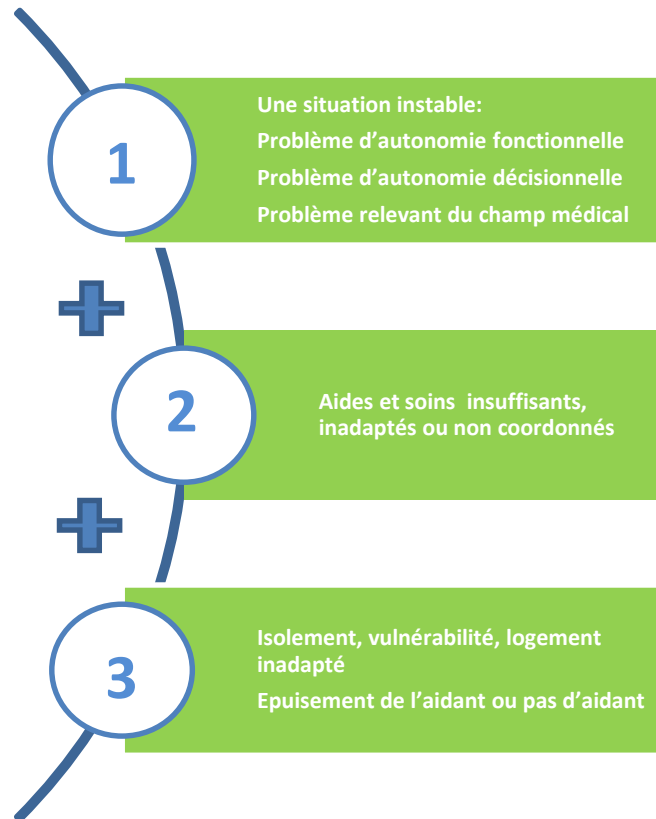 1
Une situation instable:
Problème d’autonomie fonctionnelle
Problème d’autonomie décisionnelle
Problème relevant du champ médical
2
Aides et soins  insuffisants,
inadaptés ou non coordonnés
3
Isolement, vulnérabilité, logement
inadapté
Epuisement de l’aidant ou pas d’aidant